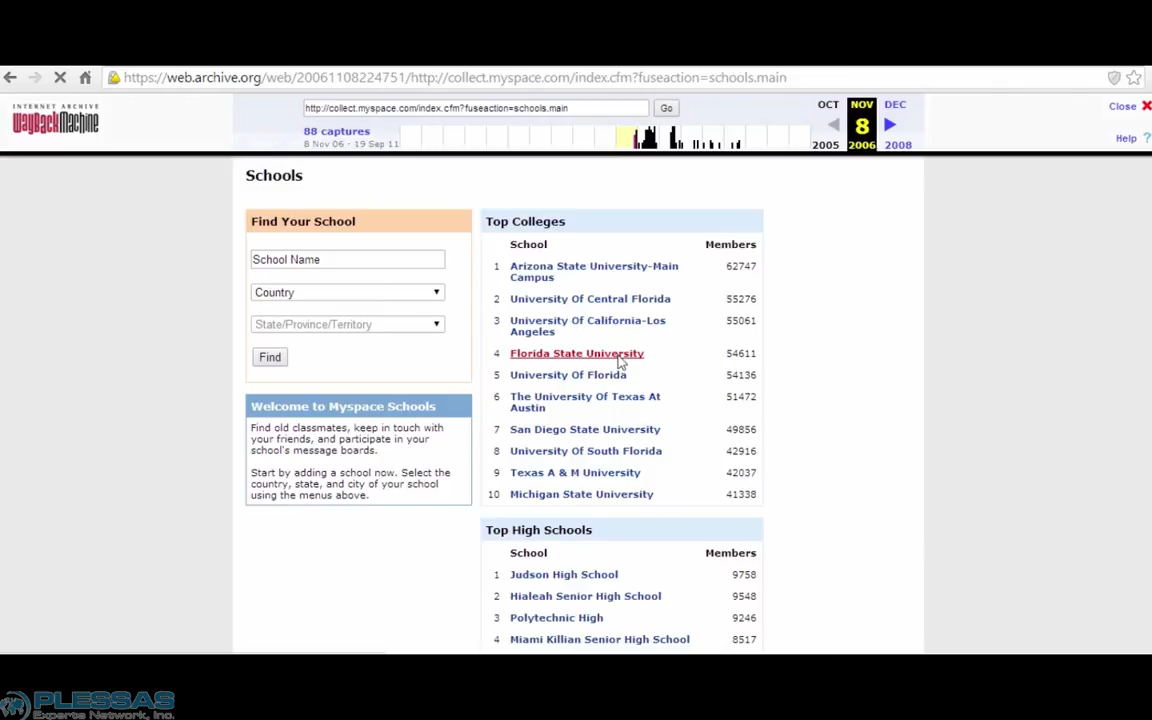 https://web.archive.org/web/20061108224751/http://collect.myspace.com/index.cfm?fuseaction=schools.main
INTERNET ARCHIVE
WayBackMachine
http://collect.myspace.com/index.cfm?fuseaction=schools.main
Go
88 captures
8 Nov 06 - 19 Sep 11
OCT NOV DEC
8
2005 2006 2008
Close
Help ?
Schools
Find Your School
School Name
Country
State/Province/Territory
Find
Welcome to Myspace Schools
Find old classmates, keep in touch with
your friends, and participate in your
school's message boards.
Start by adding a school now. Select the
country, state, and city of your school
using the menus above.
Top Colleges
School Members
1 Arizona State University-Main 62747
Campus
2 University Of Central Florida 55276
3 University Of California-Los 55061
Angeles
4 Florida State University 54611
5 University Of Florida 54136
6 The University Of Texas At 51472
Austin
7 San Diego State University 49856
8 University Of South Florida 42916
9 Texas A & M University 42037
10 Michigan State University 41338
Top High Schools
School Members
1 Judson High School 9758
2 Hialeah Senior High School 9548
3 Polytechnic High 9246
4 Miami Killian Senior High School 8517
PLESSAS
Experts Network, Inc.